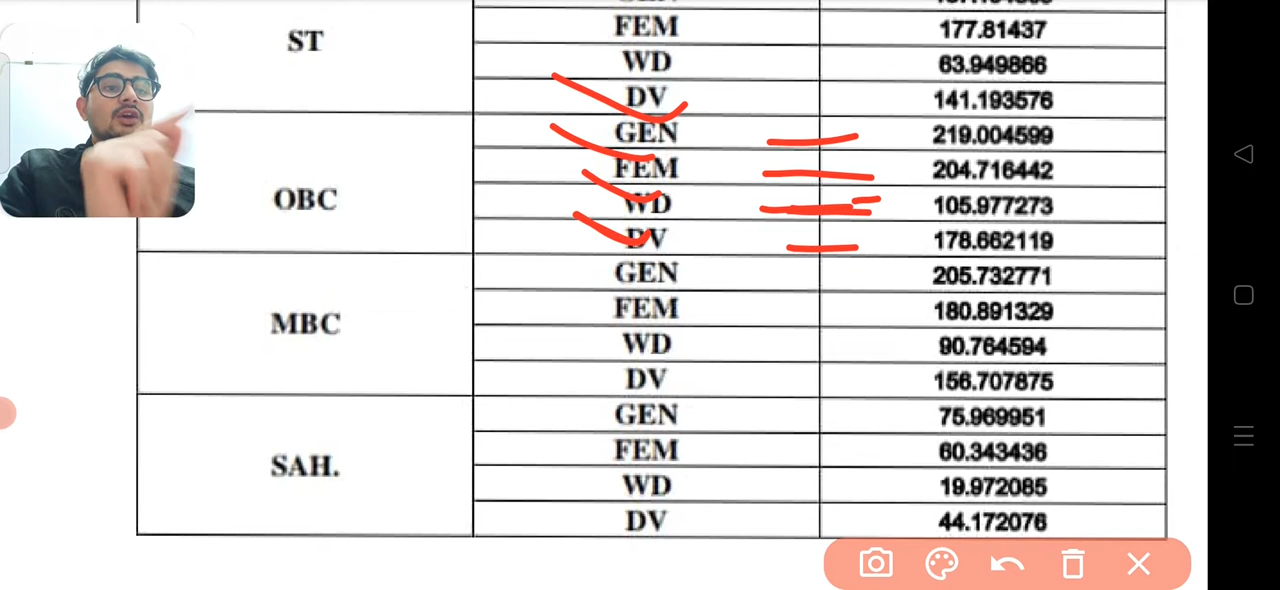 GEN
ST FEM 177.81437
WD 63.949866
DV 141.193576
OBC GEN 219.004599
FEM 204.716442
WD 105.977273
DV 178.662119
MBC GEN 205.732771
FEM 180.891329
WD 90.764594
DV 156.707875
SAH. GEN 75.969951
FEM 60.343436
WD 19.972085
DV 44.172076